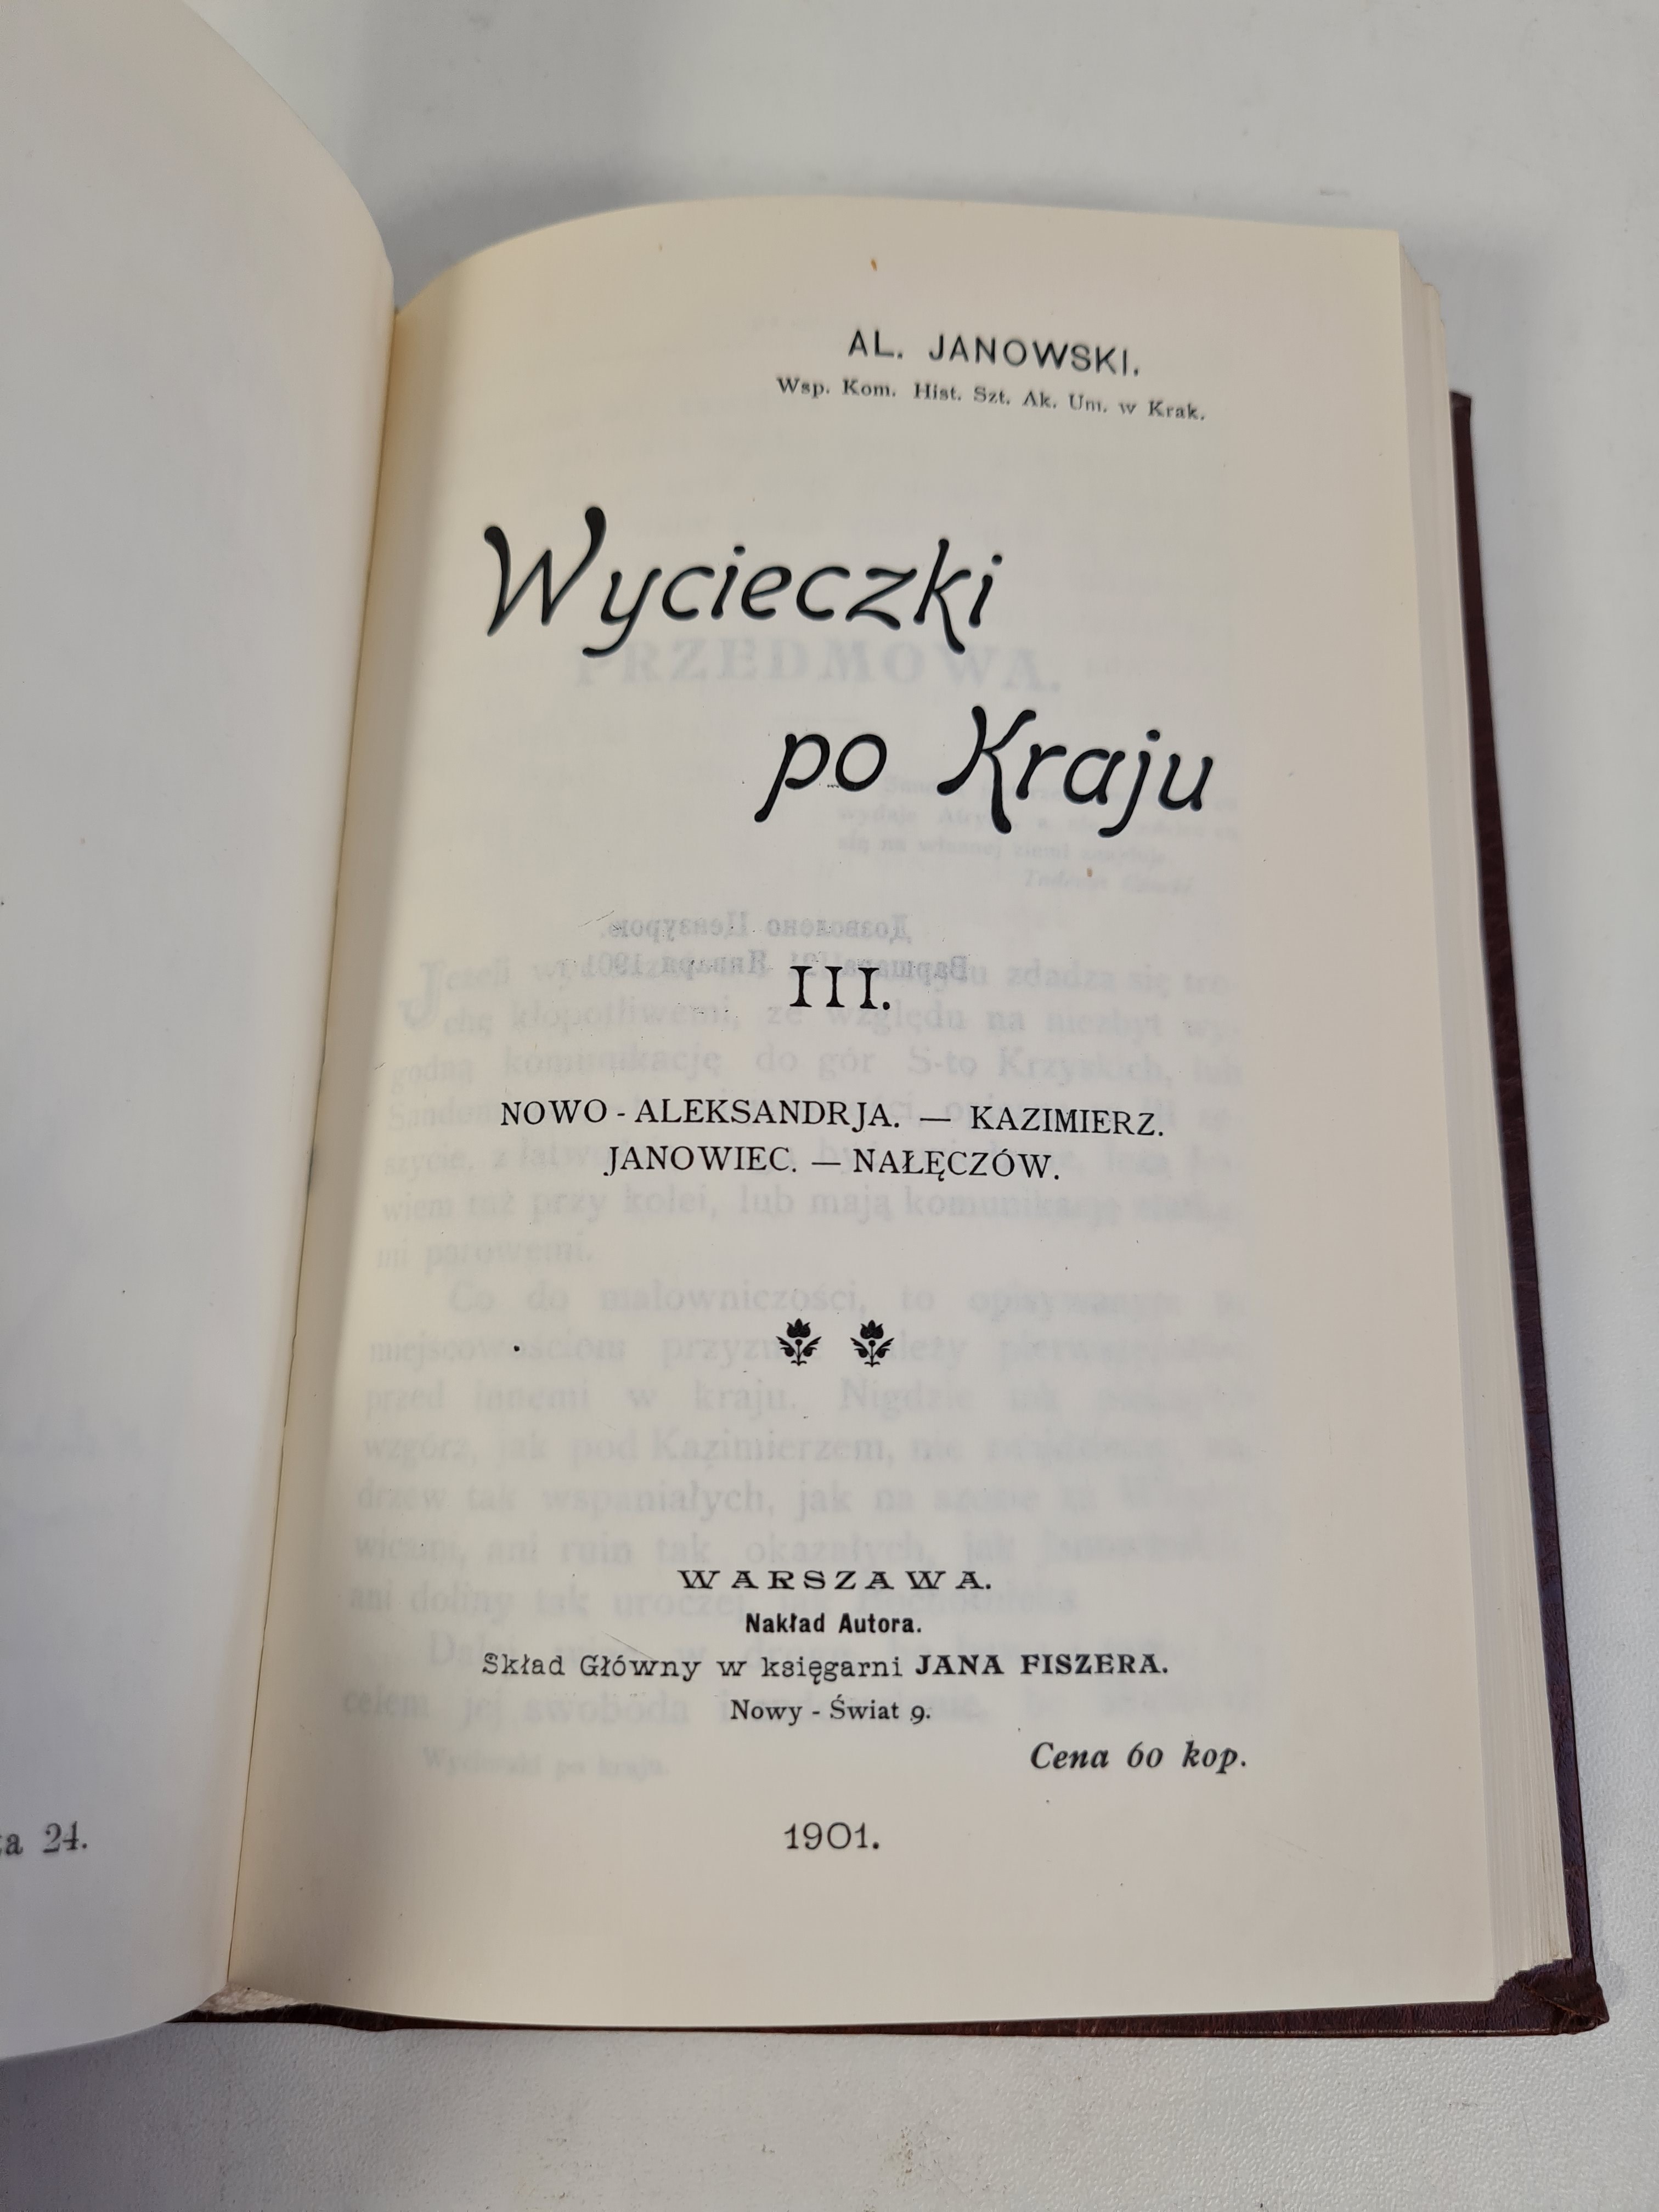 AL. JANOWSKI.
Wsp. Kom. Hist. Szt. Ak. Um. w Krak.
Wycieczki
po Kraju
III.
NOWO - ALEKSANDRJA. — KAZIMIERZ.
JANOWIEC. — NAŁĘCZÓW.
WARSZAWA.
Nakład Autora.
Skład Główny w księgarni JANA FISZERA.
Nowy - Świat 9.
Cena 60 kop.
1901.
24.